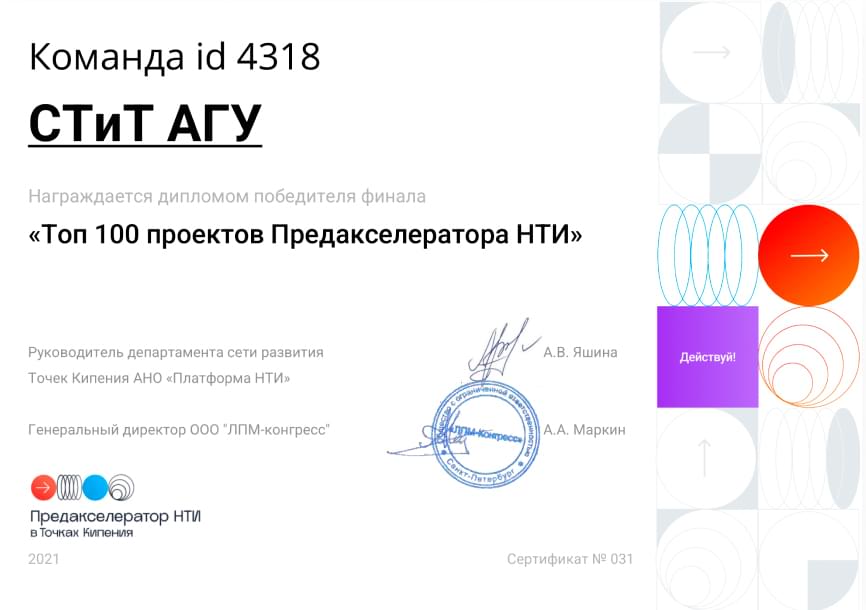 Команда id 4318
СТиТ АГУ
Награждается дипломом победителя финала
«Топ 100 проектов Предакселератора НТИ»
Руководитель департамента сети развития
Точек Кипения АНО «Платформа НТИ»
А.В. Яшина
Генеральный директор ООО "ЛПМ-конгресс"
А.А. Маркин
Общество с ограниченной ответственностью
«ЛПМ-Конгресс»
Санкт-Петербург
Действуй!
Предакселератор НТИ
в Точках Кипения
2021
Сертификат № 031